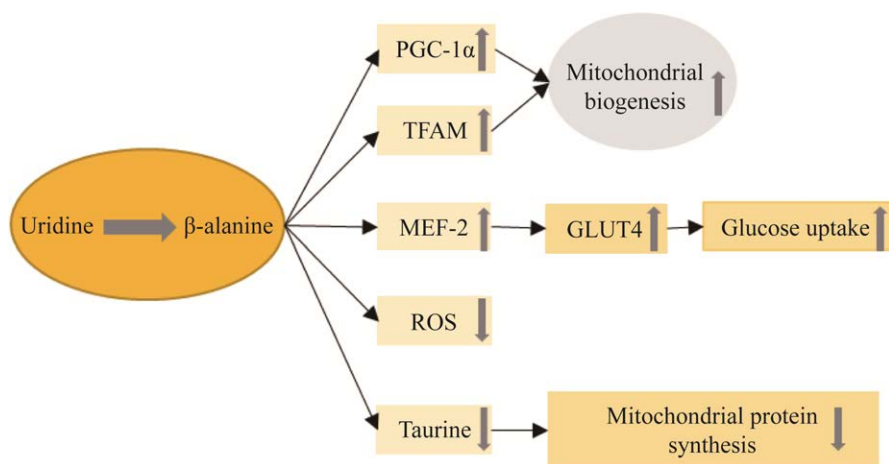 PGC-1α
Mitochondrial
biogenesis
TFAM
Uridine
β-alanine
MEF-2
GLUT4
Glucose uptake
ROS
Taurine
Mitochondrial protein
synthesis